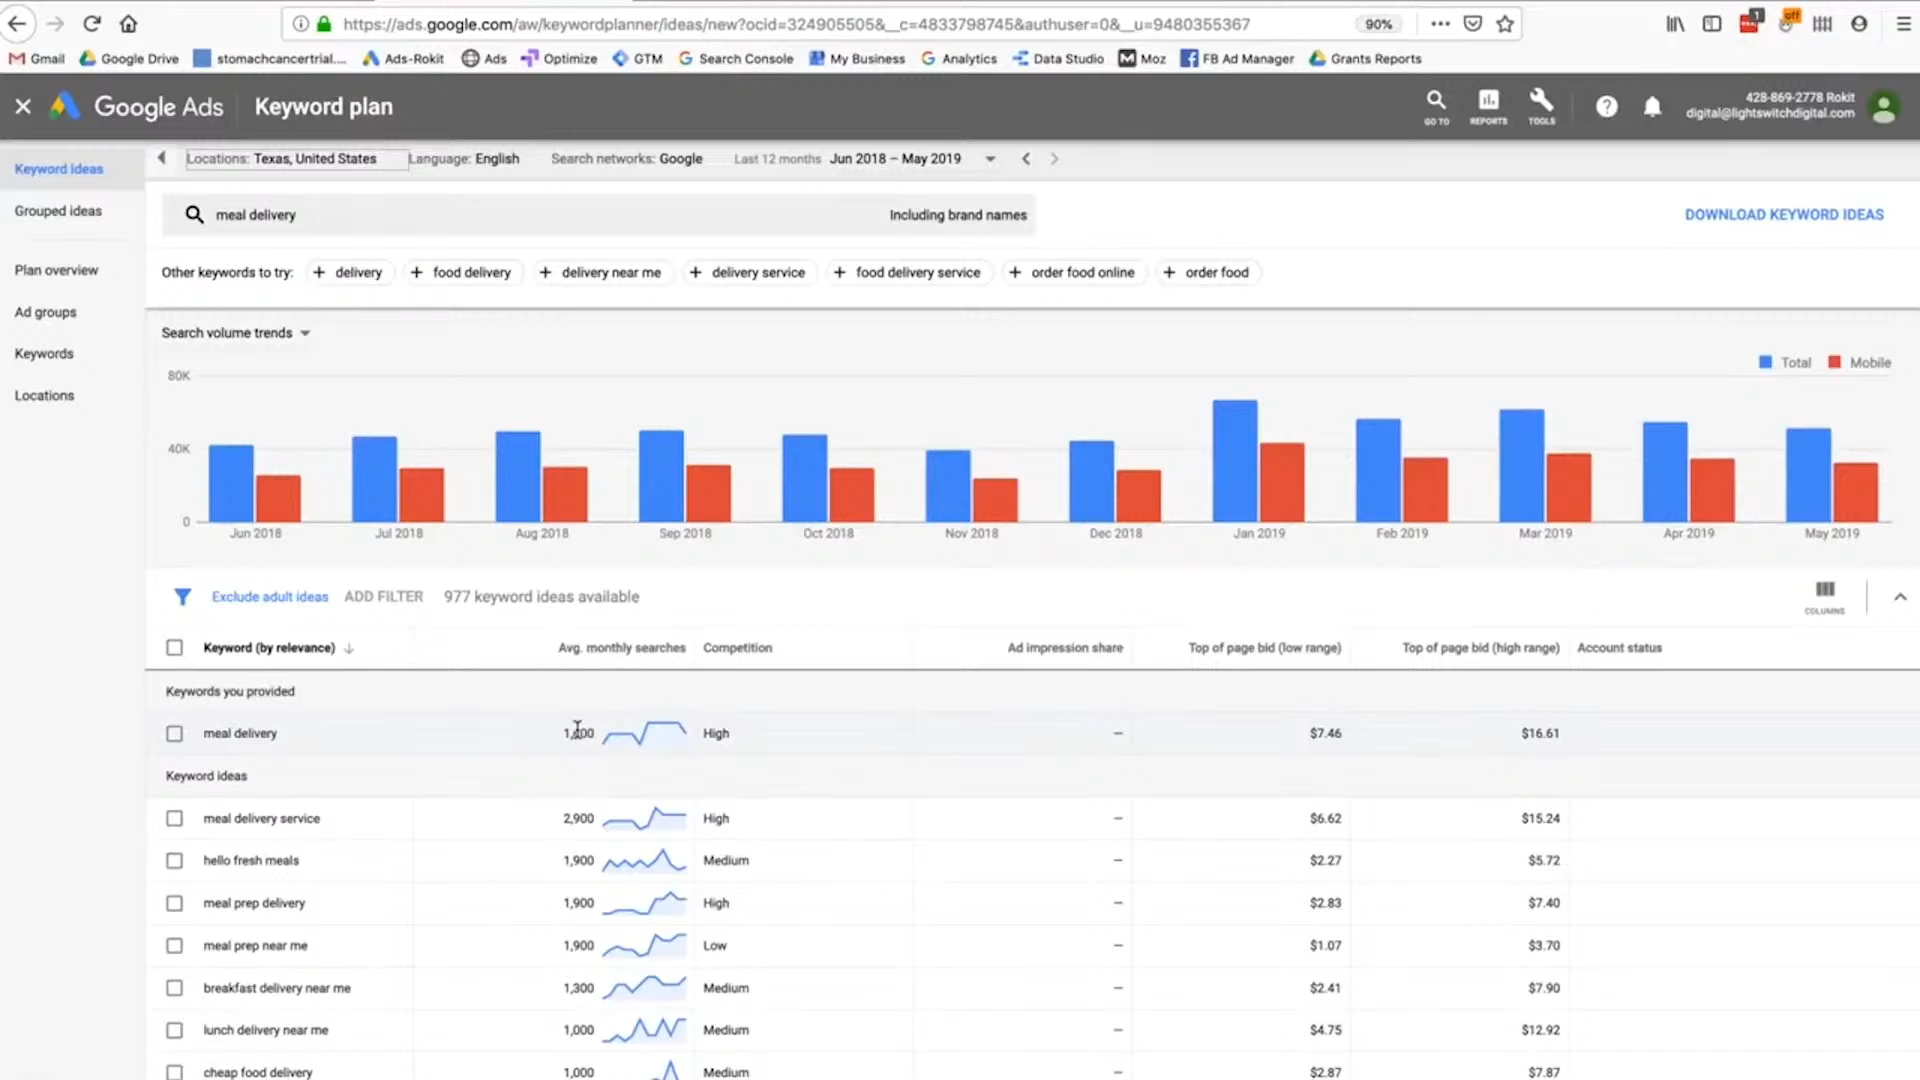 https://ads.google.com/aw/keywordplanner/ideas/new?ocid=324905505&__c=4833798745&authuser=0&__u=9480355367
90%
1
off
Gmail
Google Drive
stomachcancertrial....
Ads-Rokit
Ads
Optimize
GTM
Search Console
My Business
Analytics
Data Studio
Moz
FB Ad Manager
Grants Reports
Google Ads
Keyword plan
GO TO
REPORTS
TOOLS
428-869-2778 Rokit
digital@lightswitchdigital.com
Keyword ideas
Grouped ideas
Plan overview
Ad groups
Keywords
Locations
Locations: Texas, United States
Language: English
Search networks: Google
Last 12 months Jun 2018 – May 2019
meal delivery
Including brand names
DOWNLOAD KEYWORD IDEAS
Other keywords to try:
+ delivery
+ food delivery
+ delivery near me
+ delivery service
+ food delivery service
+ order food online
+ order food
Search volume trends
Total
Mobile
80K
40K
0
Jun 2018
Jul 2018
Aug 2018
Sep 2018
Oct 2018
Nov 2018
Dec 2018
Jan 2019
Feb 2019
Mar 2019
Apr 2019
May 2019
Exclude adult ideas
ADD FILTER
977 keyword ideas available
COLUMNS
Keyword (by relevance) Avg. monthly searches Competition Ad impression share Top of page bid (low range) Top of page bid (high range) Account status
Keywords you provided
meal delivery High – $7.46 $16.61
Keyword ideas
meal delivery service 2,900 High – $6.62 $15.24
hello fresh meals 1,900 Medium – $2.27 $5.72
meal prep delivery 1,900 High – $2.83 $7.40
meal prep near me 1,900 Low – $1.07 $3.70
breakfast delivery near me 1,300 Medium – $2.41 $7.90
lunch delivery near me 1,000 Medium – $4.75 $12.92
cheap food delivery 1,000 Medium – $2.87 $7.87